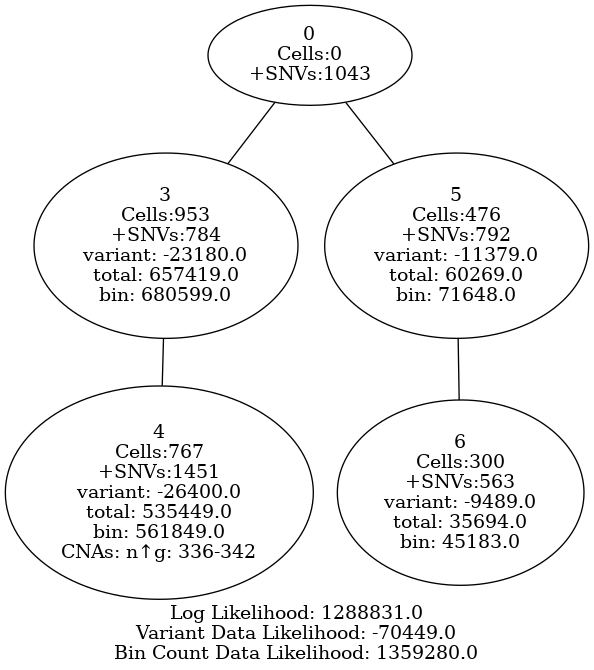 0
Cells:0
+SNVs:1043
3
Cells:953
+SNVs:784
variant: -23180.0
total: 657419.0
bin: 680599.0
5
Cells:476
+SNVs:792
variant: -11379.0
total: 60269.0
bin: 71648.0
4
Cells:767
+SNVs:1451
variant: -26400.0
total: 535449.0
bin: 561849.0
CNAs: n↑g: 336-342
6
Cells:300
+SNVs:563
variant: -9489.0
total: 35694.0
bin: 45183.0
Log Likelihood: 1288831.0
Variant Data Likelihood: -70449.0
Bin Count Data Likelihood: 1359280.0